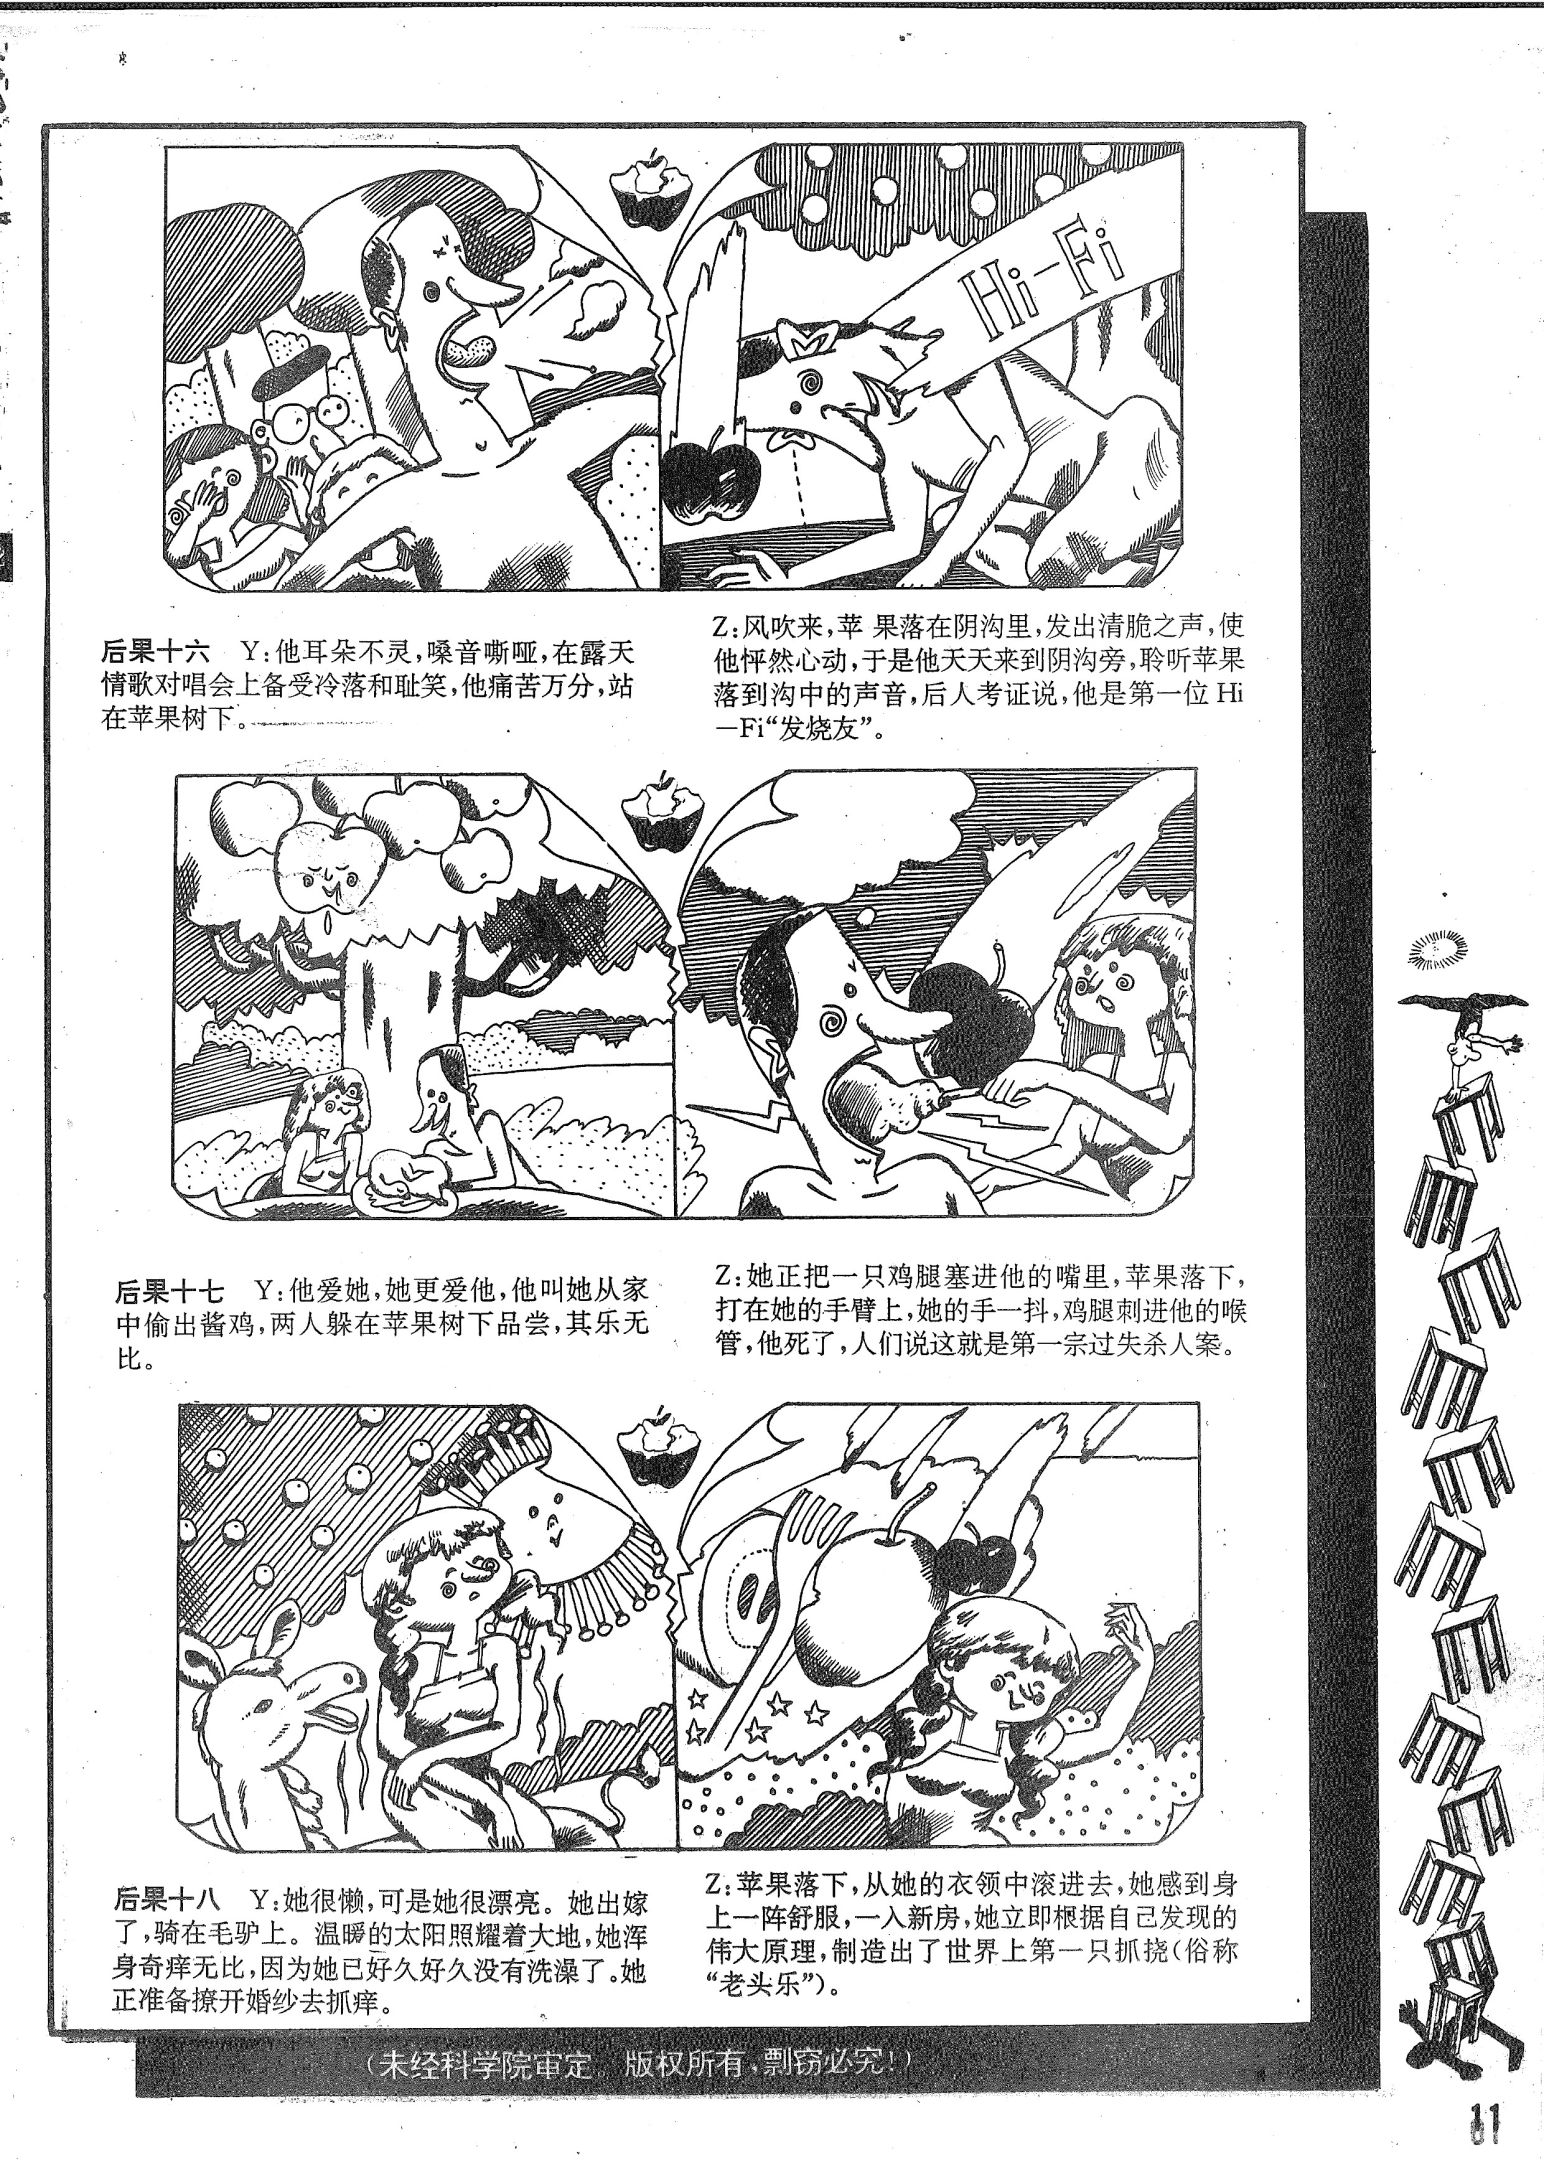 Hi-Fi
后果十六 Y:他耳朵不灵,嗓音嘶哑,在露天
情歌对唱会上备受冷落和耻笑,他痛苦万分,站
在苹果树下。
Z:风吹来,苹 果落在阴沟里,发出清脆之声,使
他怦然心动,于是他天天来到阴沟旁,聆听苹果
落到沟中的声音,后人考证说,他是第一位 Hi
—Fi“发烧友”。
后果十七 Y:他爱她,她更爱他,他叫她从家
中偷出酱鸡,两人躲在苹果树下品尝,其乐无
比。
Z:她正把一只鸡腿塞进他的嘴里,苹果落下,
打在她的手臂上,她的手一抖,鸡腿刺进他的喉
管,他死了,人们说这就是第一宗过失杀人案。
后果十八 Y:她很懒,可是她很漂亮。她出嫁
了,骑在毛驴上。温暖的太阳照耀着大地,她浑
身奇痒无比,因为她已好久好久没有洗澡了。她
正准备撩开婚纱去抓痒。
Z:苹果落下,从她的衣领中滚进去,她感到身
上一阵舒服,一入新房,她立即根据自己发现的
伟大原理,制造出了世界上第一只抓挠(俗称
“老头乐”)。
(未经科学院审定 版权所有,剽窃必究!)
11